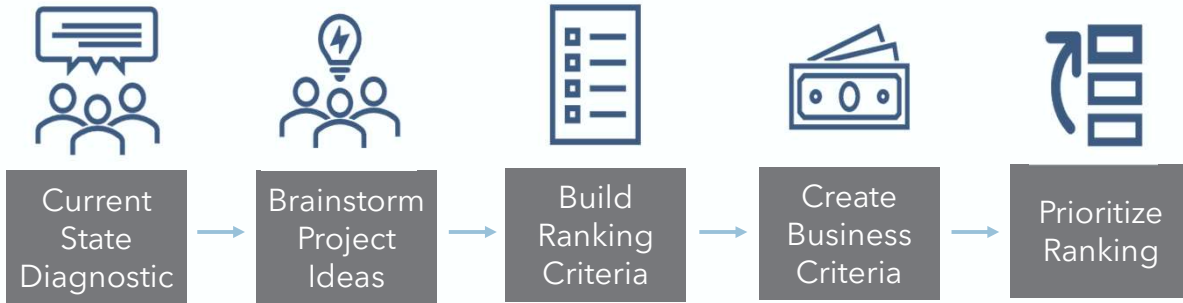 Current
State
Diagnostic
Brainstorm
Project
Ideas
Build
Ranking
Criteria
Create
Business
Criteria
Prioritize
Ranking